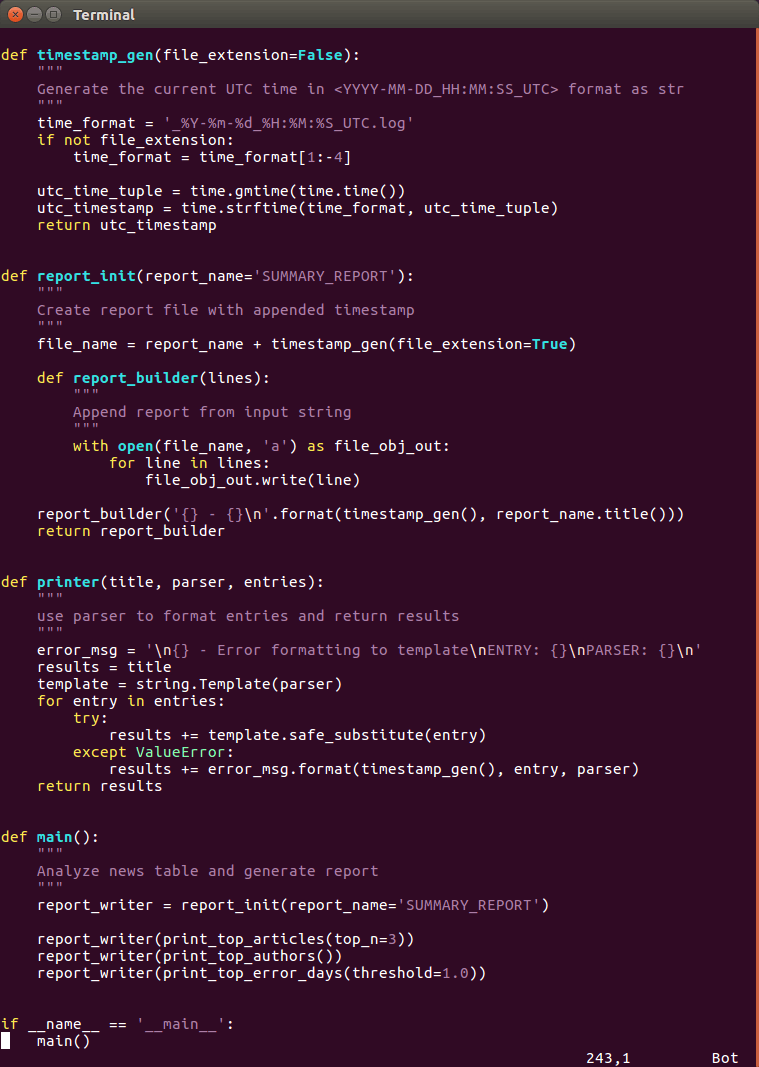 Terminal
def timestamp_gen(file_extension=False):
    """
    Generate the current UTC time in <YYYY-MM-DD_HH:MM:SS_UTC> format as str
    """
    time_format = '_%Y-%m-%d_%H:%M:%S_UTC.log'
    if not file_extension:
        time_format = time_format[1:-4]

    utc_time_tuple = time.gmtime(time.time())
    utc_timestamp = time.strftime(time_format, utc_time_tuple)
    return utc_timestamp


def report_init(report_name='SUMMARY_REPORT'):
    """
    Create report file with appended timestamp
    """
    file_name = report_name + timestamp_gen(file_extension=True)

    def report_builder(lines):
        """
        Append report from input string
        """
        with open(file_name, 'a') as file_obj_out:
            for line in lines:
                file_obj_out.write(line)

    report_builder('{} - {}\n'.format(timestamp_gen(), report_name.title()))
    return report_builder


def printer(title, parser, entries):
    """
    use parser to format entries and return results
    """
    error_msg = '\n{} - Error formatting to template\nENTRY: {}\nPARSER: {}\n'
    results = title
    template = string.Template(parser)
    for entry in entries:
        try:
            results += template.safe_substitute(entry)
        except ValueError:
            results += error_msg.format(timestamp_gen(), entry, parser)
    return results


def main():
    """
    Analyze news table and generate report
    """
    report_writer = report_init(report_name='SUMMARY_REPORT')

    report_writer(print_top_articles(top_n=3))
    report_writer(print_top_authors())
    report_writer(print_top_error_days(threshold=1.0))


if __name__ == '__main__':
    main()
243,1 Bot